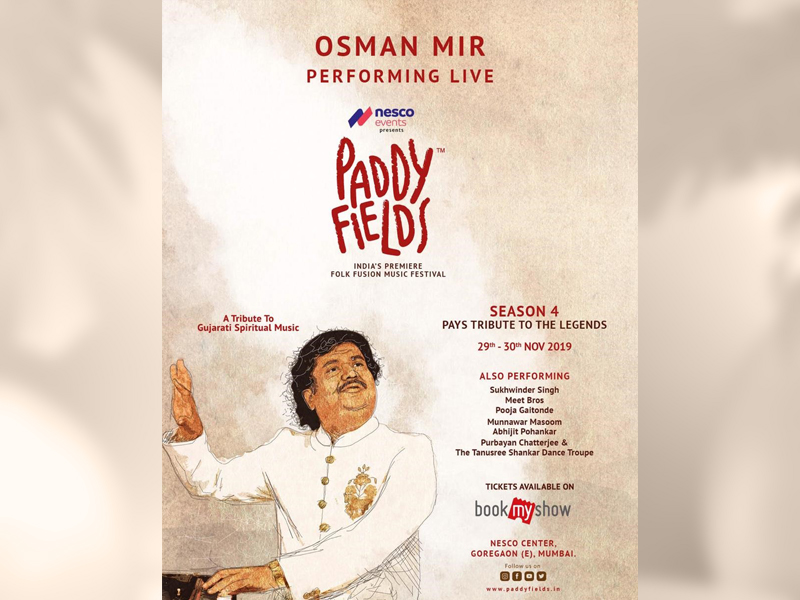 OSMAN MIR
PERFORMING LIVE
nesco
events
presents
PADDY™
FIELDS
INDIA'S PREMIERE
FOLK FUSION MUSIC FESTIVAL
A Tribute To
Gujarati Spiritual Music
SEASON 4
PAYS TRIBUTE TO THE LEGENDS
29th - 30th NOV 2019
ALSO PERFORMING
Sukhwinder Singh
Meet Bros
Pooja Gaitonde
Munnawar Masoom
Abhijit Pohankar
Purbayan Chatterjee &
The Tanusree Shankar Dance Troupe
TICKETS AVAILABLE ON
bookmyshow
NESCO CENTER,
GOREGAON (E), MUMBAI.
Follow us on
www.paddyfields.in